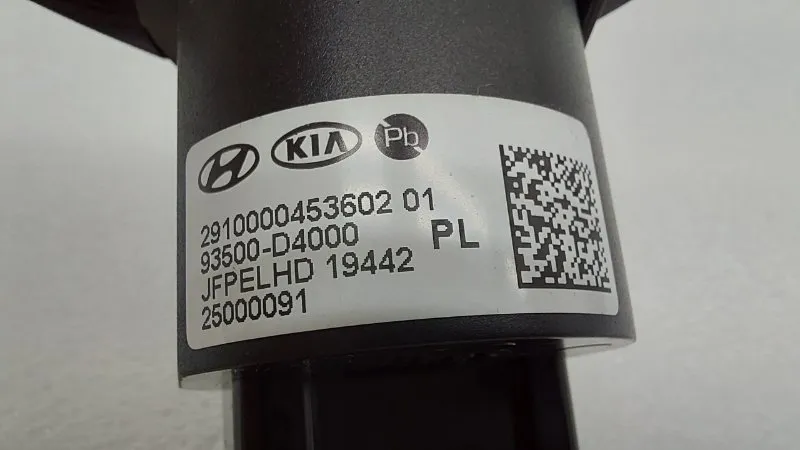 KIA Pb
2910000453602 01
93500-D4000 PL
JFPELHD 19442
25000091